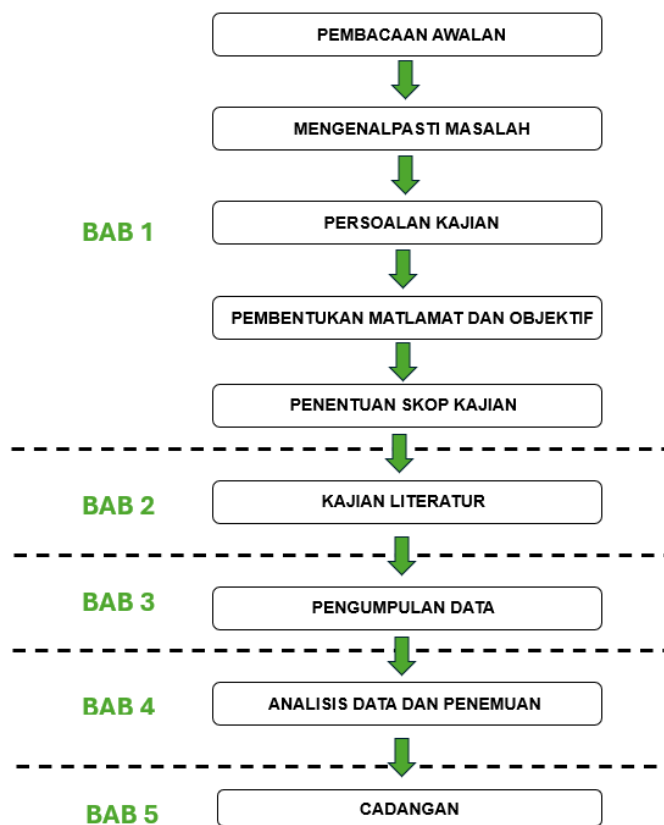 PEMBACAAN AWALAN
MENGENALPASTI MASALAH
BAB 1
PERSOALAN KAJIAN
PEMBENTUKAN MATLAMAT DAN OBJEKTIF
PENENTUAN SKOP KAJIAN
BAB 2
KAJIAN LITERATUR
BAB 3
PENGUMPULAN DATA
BAB 4
ANALISIS DATA DAN PENEMUAN
BAB 5
CADANGAN